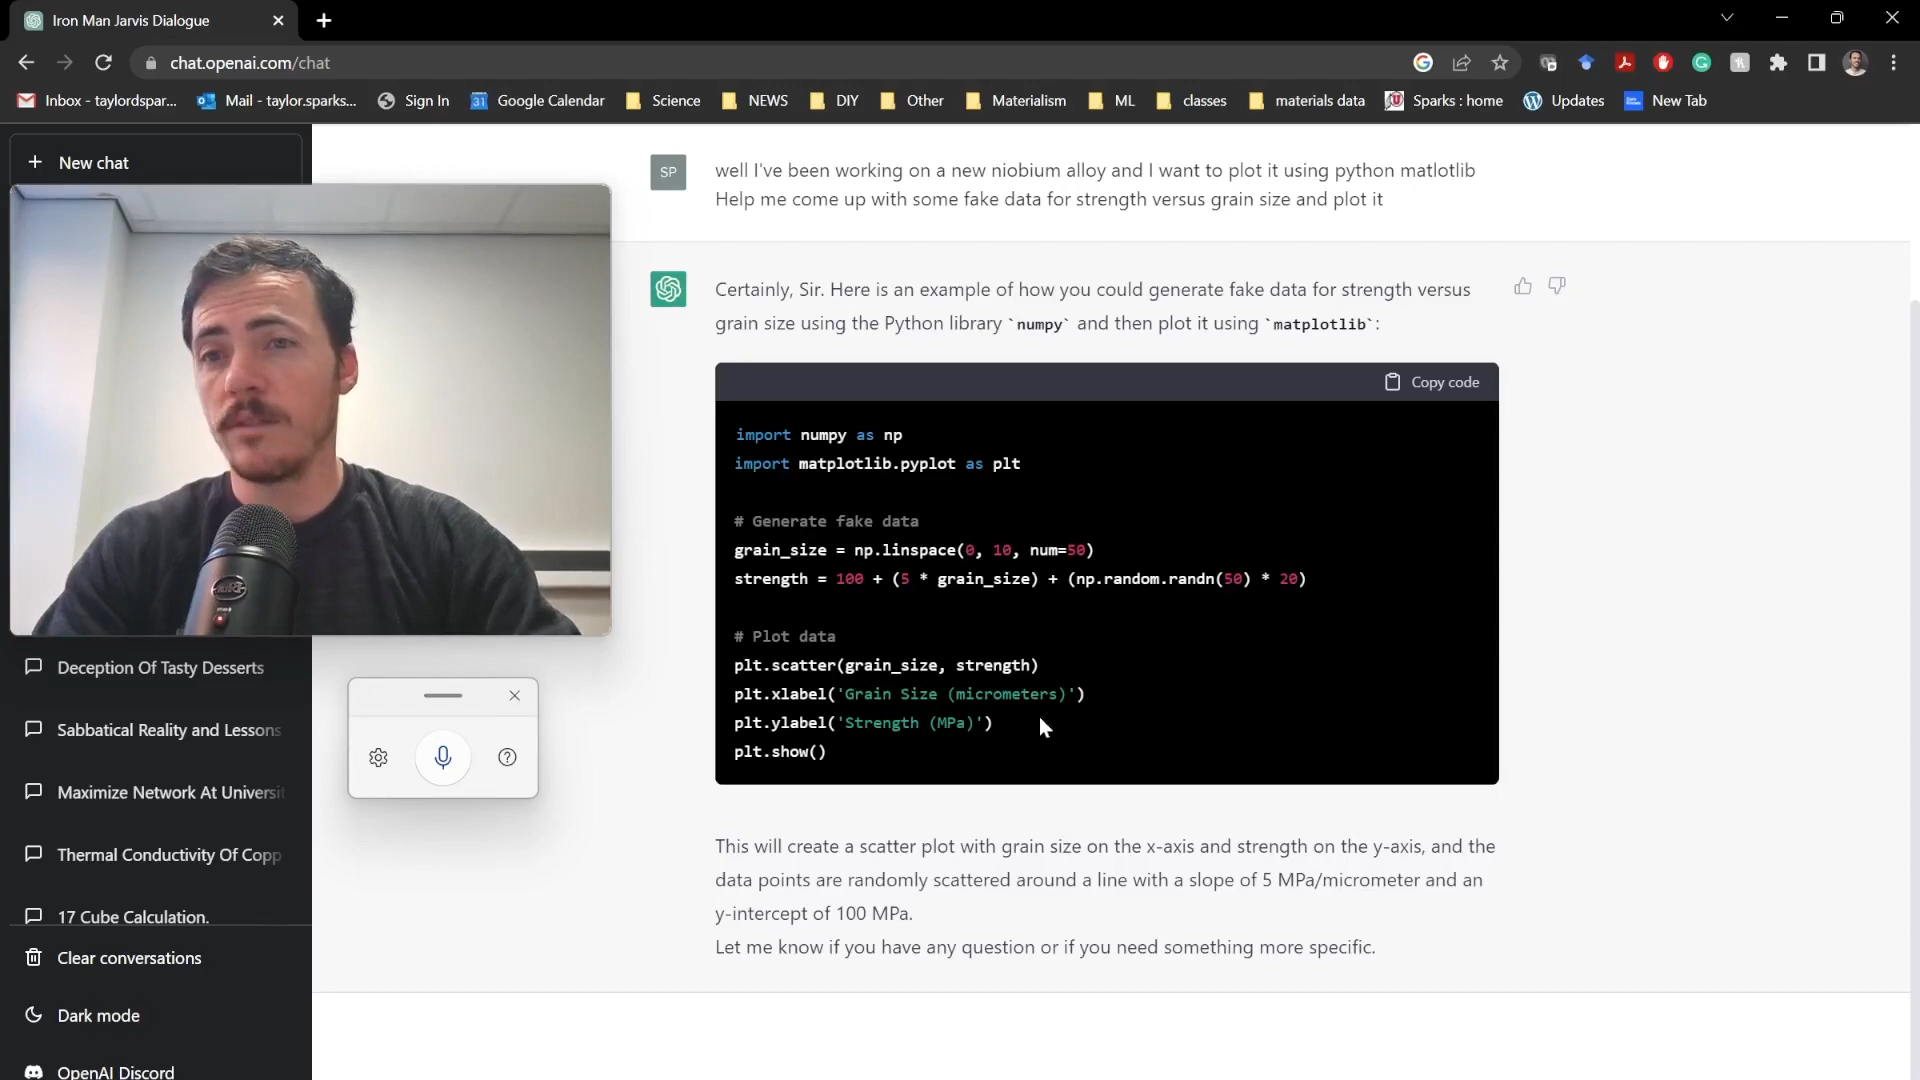 Iron Man Jarvis Dialogue
chat.openai.com/chat
Inbox - taylordspar... Mail - taylor.sparks... Sign In Google Calendar Science NEWS DIY Other Materialism ML classes materials data Sparks : home Updates New Tab
+ New chat
SP
well I've been working on a new niobium alloy and I want to plot it using python matlotlib
Help me come up with some fake data for strength versus grain size and plot it
Certainly, Sir. Here is an example of how you could generate fake data for strength versus
grain size using the Python library `numpy` and then plot it using `matplotlib`:
Copy code
import numpy as np
import matplotlib.pyplot as plt
# Generate fake data
grain_size = np.linspace(0, 10, num=50)
strength = 100 + (5 * grain_size) + (np.random.randn(50) * 20)
# Plot data
plt.scatter(grain_size, strength)
plt.xlabel('Grain Size (micrometers)')
plt.ylabel('Strength (MPa)')
plt.show()
This will create a scatter plot with grain size on the x-axis and strength on the y-axis, and the
data points are randomly scattered around a line with a slope of 5 MPa/micrometer and an
y-intercept of 100 MPa.
Let me know if you have any question or if you need something more specific.
Deception Of Tasty Desserts
Sabbatical Reality and Lessons
Maximize Network At Universit
Thermal Conductivity Of Copp
17 Cube Calculation.
Clear conversations
Dark mode
OpenAI Discord